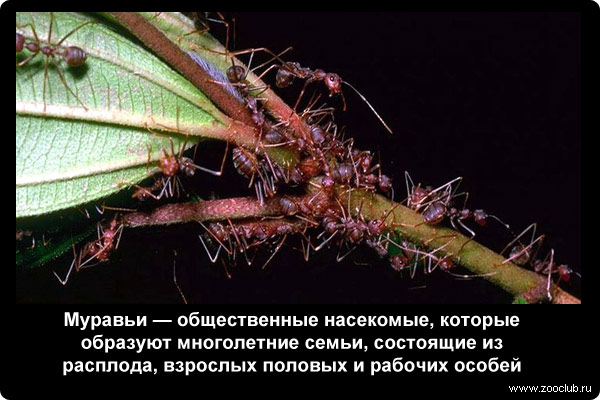 Муравьи — общественные насекомые, которые
образуют многолетние семьи, состоящие из
расплода, взрослых половых и рабочих особей
www.zooclub.ru